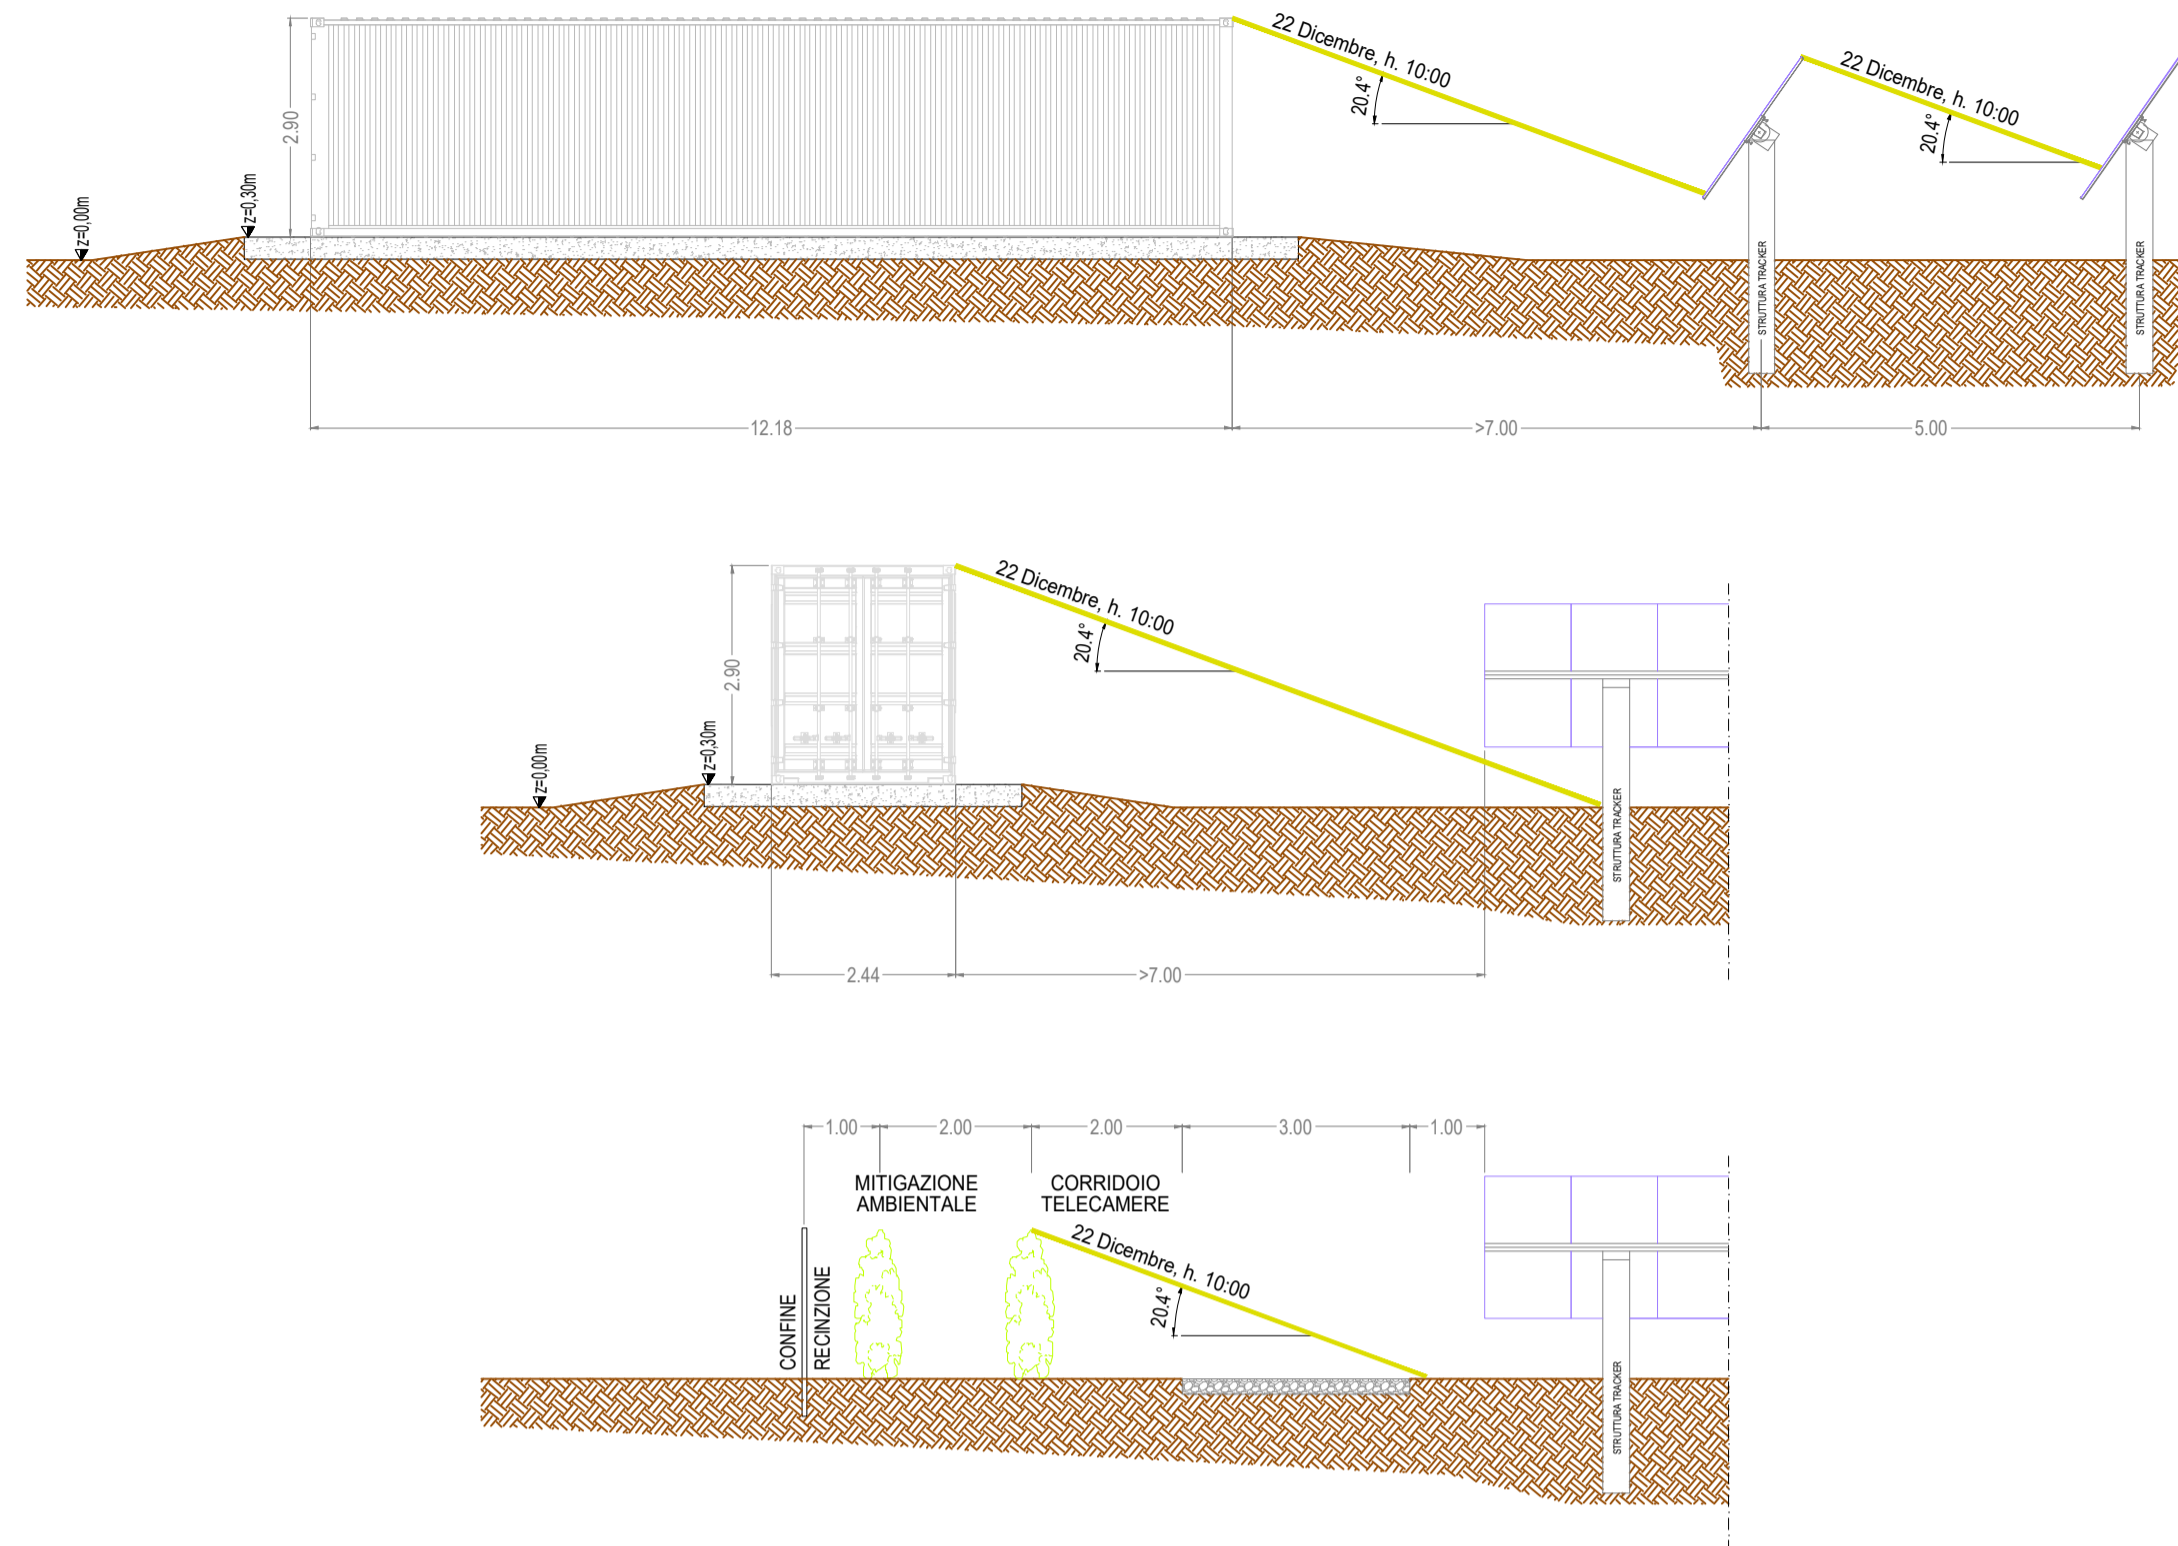 22 Dicembre, h. 10:00
20.4°
22 Dicembre, h. 10:00
20.4°
2.90
z=0,00m
z=0,30m
STRUTTURA TRACKER
STRUTTURA TRACKER
12.18
>7.00
5.00
22 Dicembre, h. 10:00
20.4°
2.90
z=0,00m
z=0,30m
STRUTTURA TRACKER
2.44
>7.00
1.00
2.00
2.00
3.00
1.00
MITIGAZIONE
AMBIENTALE
CORRIDOIO
TELECAMERE
22 Dicembre, h. 10:00
20.4°
CONFINE
RECINZIONE
STRUTTURA TRACKER